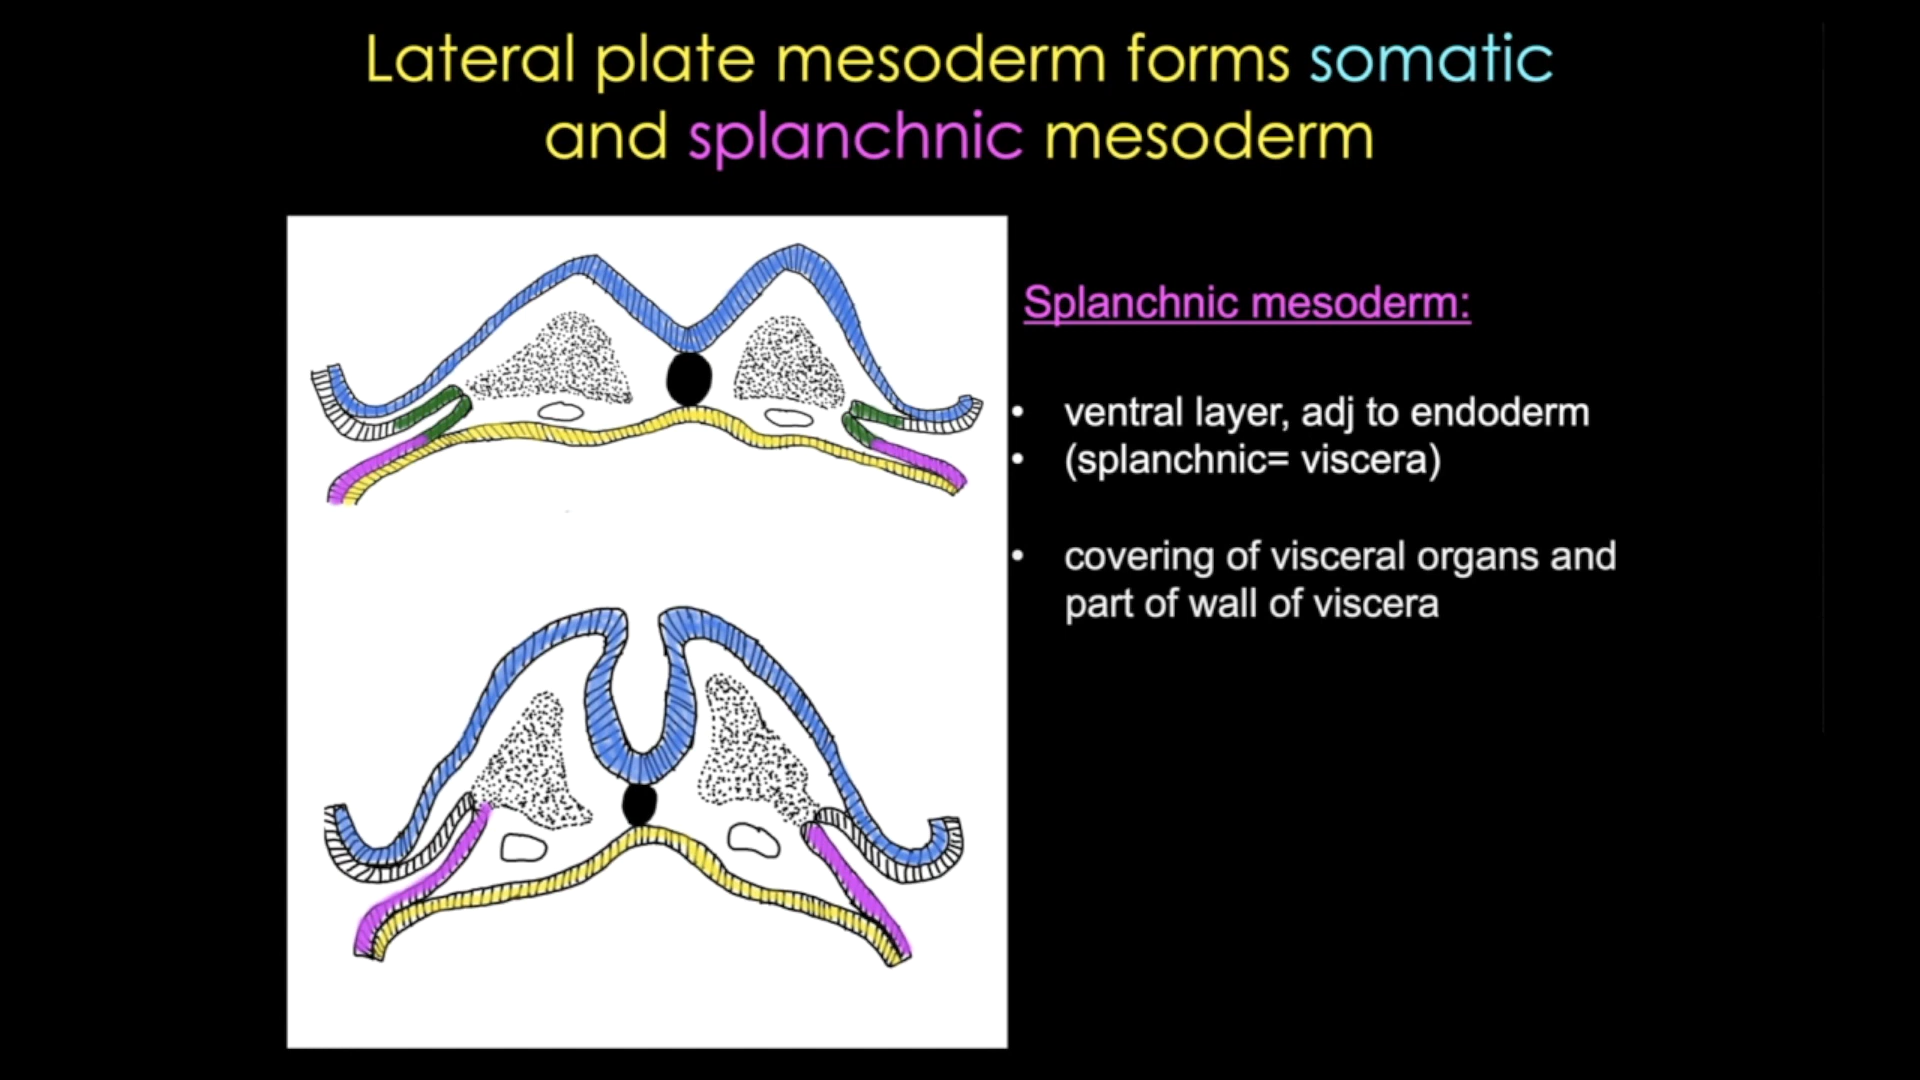 Lateral plate mesoderm forms somatic
and splanchnic mesoderm
Splanchnic mesoderm:
• ventral layer, adj to endoderm
• (splanchnic= viscera)
• covering of visceral organs and
part of wall of viscera